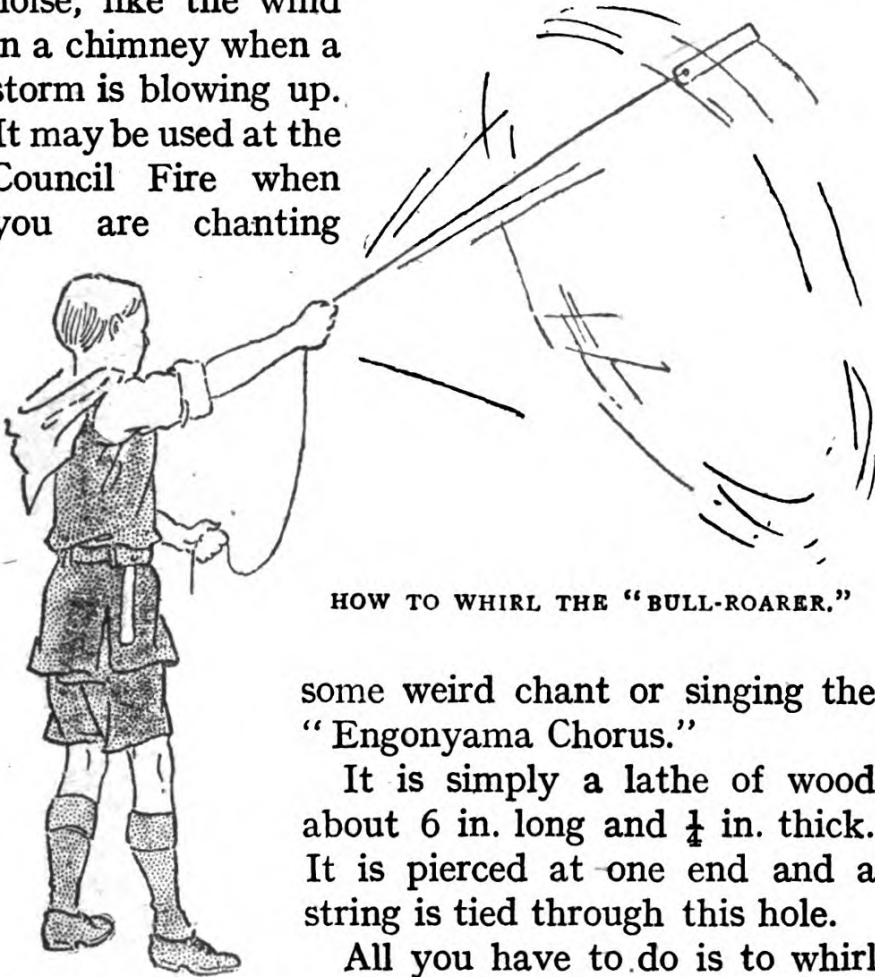 noise, like the wind
in a chimney when a
storm is blowing up.
It may be used at the
Council Fire when
you are chanting
HOW TO WHIRL THE “BULL-ROARER.”
some weird chant or singing the
“Engonyama Chorus.”
It is simply a lathe of wood
about 6 in. long and ¼ in. thick.
It is pierced at one end and a
string is tied through this hole.
All you have to do is to whirl